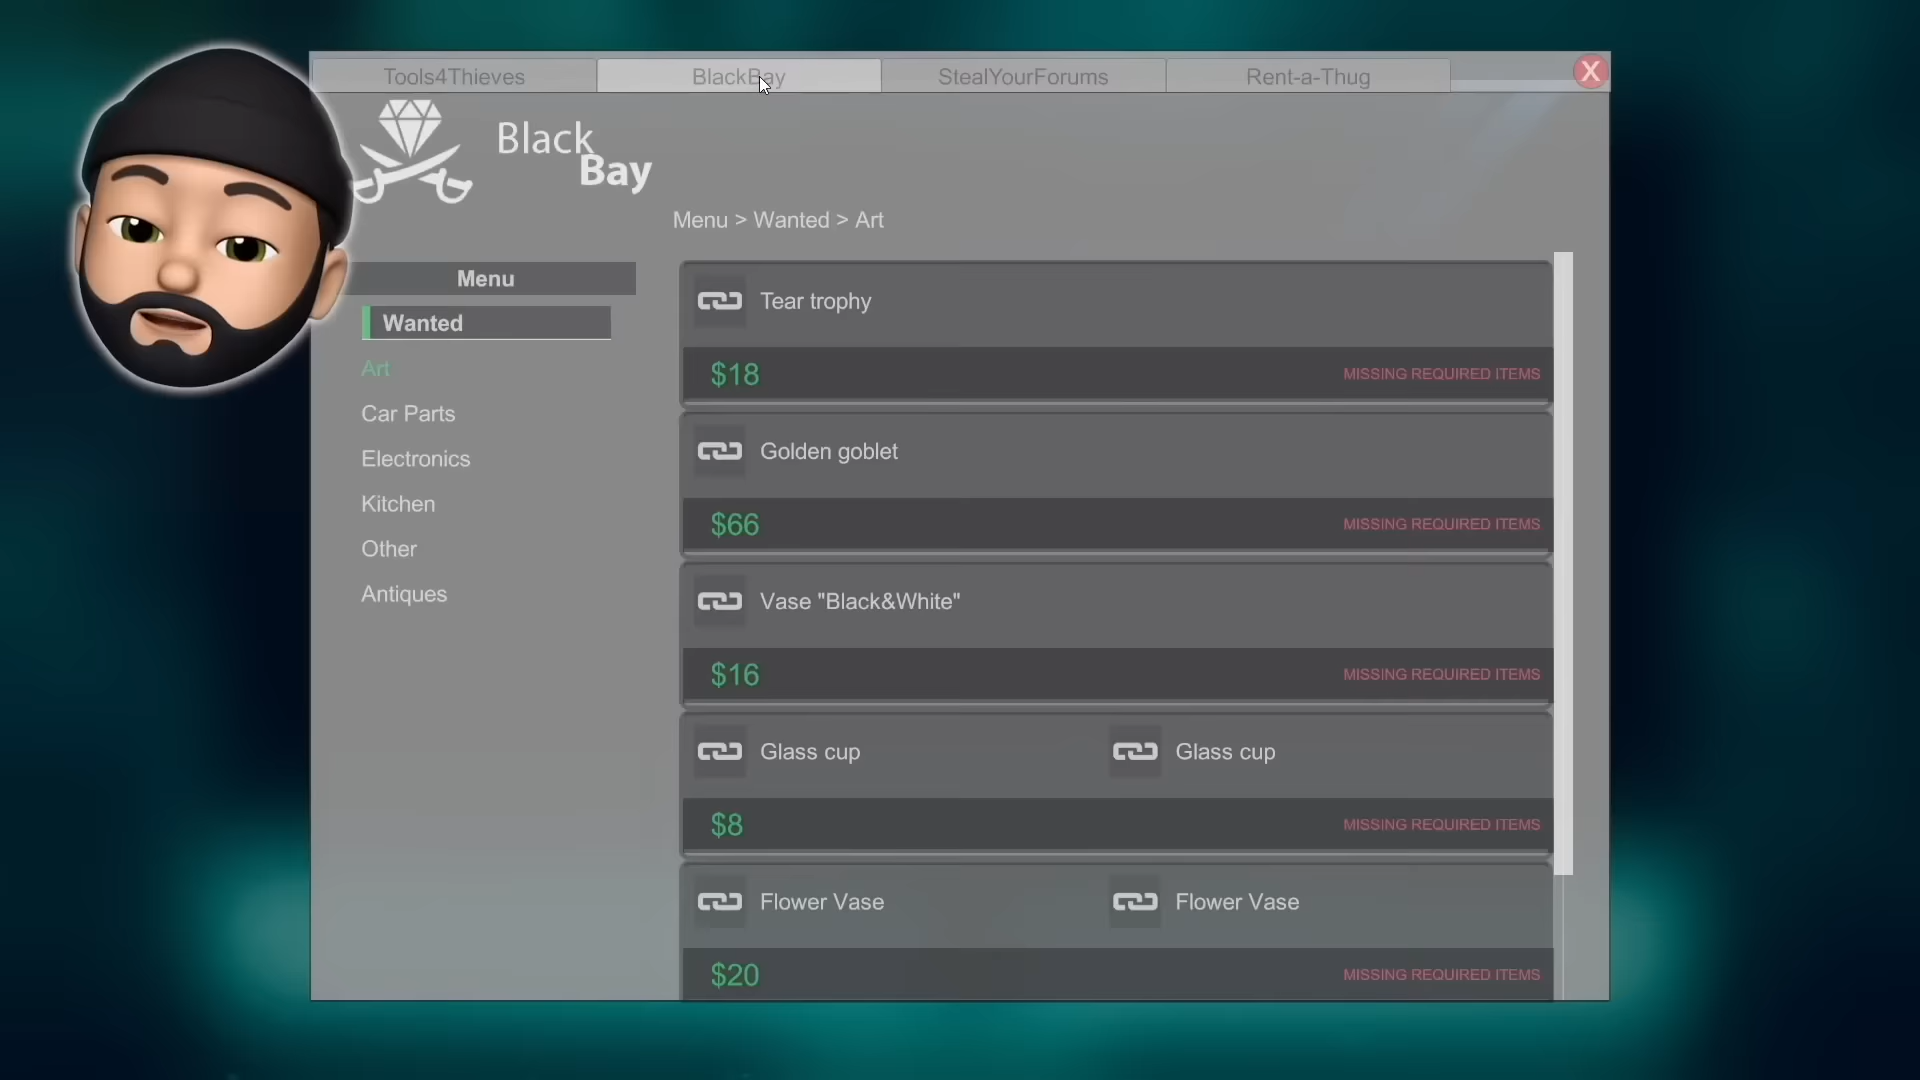 Tools4Thieves
BlackBay
StealYourForums
Rent-a-Thug
X
Black
Bay
Menu > Wanted > Art
Menu
Wanted
Art
Car Parts
Electronics
Kitchen
Other
Antiques
Tear trophy
$18 MISSING REQUIRED ITEMS
Golden goblet
$66 MISSING REQUIRED ITEMS
Vase "Black&White"
$16 MISSING REQUIRED ITEMS
Glass cup Glass cup
$8 MISSING REQUIRED ITEMS
Flower Vase Flower Vase
$20 MISSING REQUIRED ITEMS